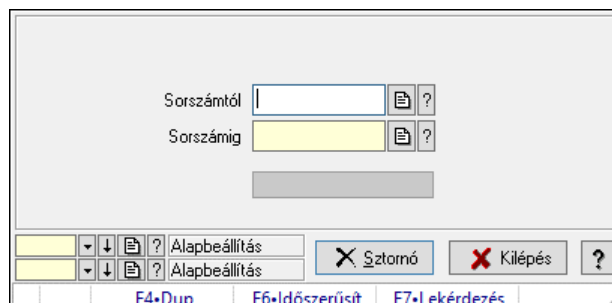 Sorszámtól ?
Sorszámig ?
? Alapbeállítás
? Alapbeállítás
Sztornó
Kilépés
?
F4•Dup F6•Időszerűsít F7•Lekérdezés